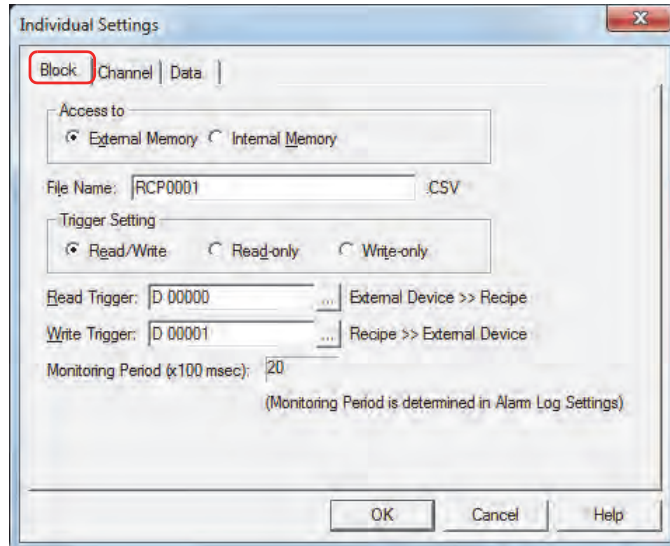 Individual Settings
Block Channel Data
Access to
External Memory Internal Memory
File Name: RCP0001 .CSV
Trigger Setting
Read/Write Read-only Write-only
Read Trigger: D 00000 ... External Device >> Recipe
Write Trigger: D 00001 ... Recipe >> External Device
Monitoring Period (x100 msec): 20
(Monitoring Period is determined in Alarm Log Settings)
OK Cancel Help